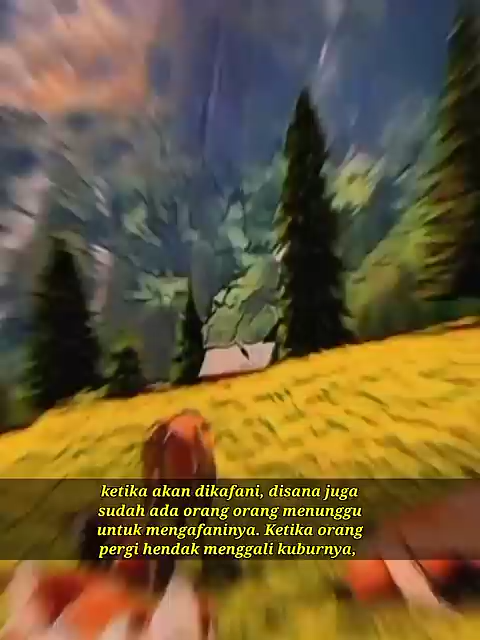 ketika akan dikafani, disana juga
sudah ada orang orang menunggu
untuk mengafaninya. Ketika orang
pergi hendak menggali kuburnya,